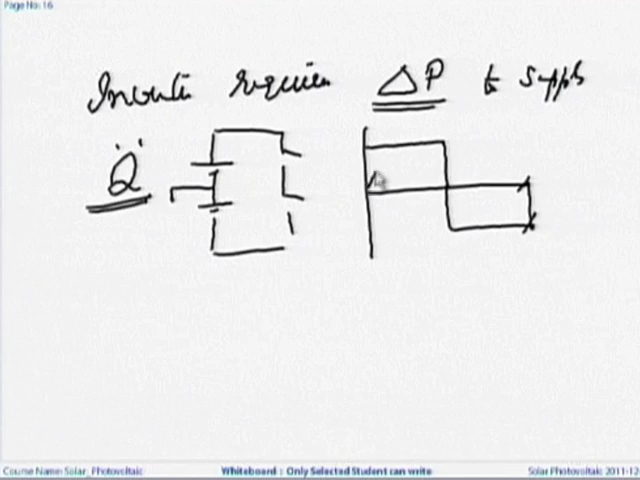 Page No: 16
Inverter requires ΔP to supply
Q
Course Name: Solar_Photovoltaic Whiteboard : Only Selected Student can write Solar Photovoltaic 2011-12